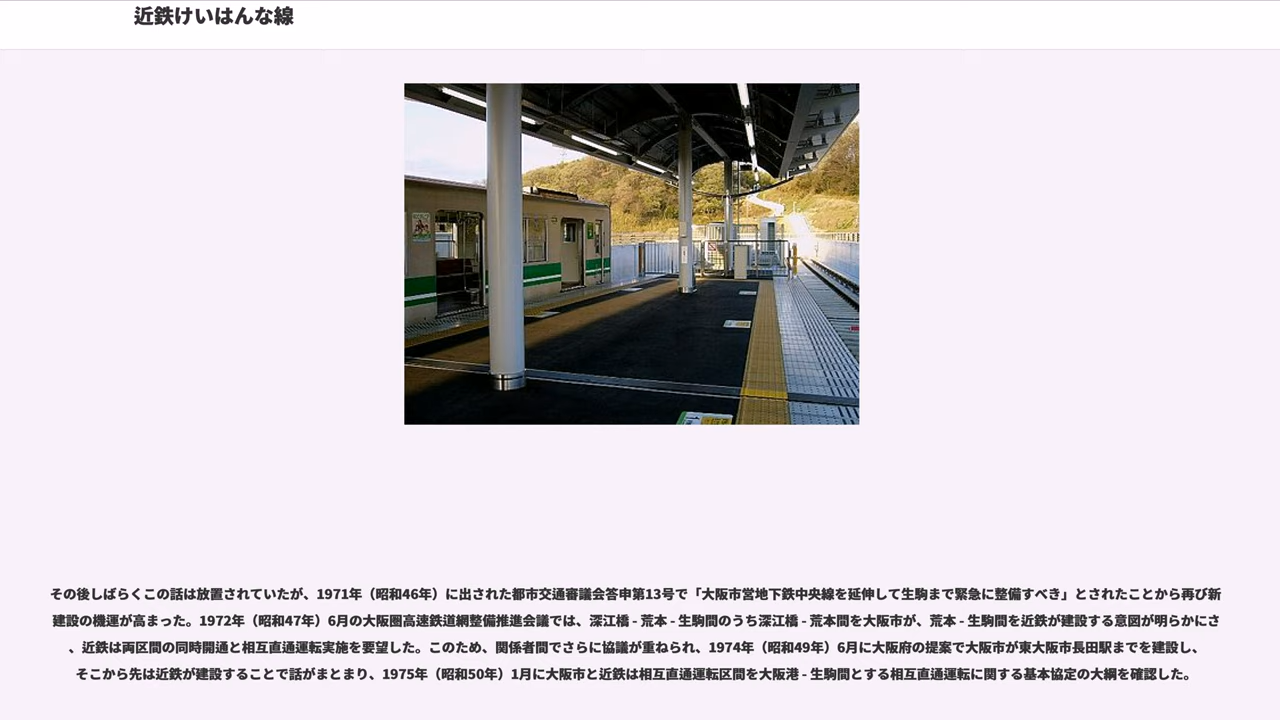 近鉄けいはんな線
その後しばらくこの話は放置されていたが、1971年（昭和46年）に出された都市交通審議会答申第13号で「大阪市営地下鉄中央線を延伸して生駒まで緊急に整備すべき」とされたことから再び新
建設の機運が高まった。1972年（昭和47年）6月の大阪圏高速鉄道網整備推進会議では、深江橋 - 荒本 - 生駒間のうち深江橋 - 荒本間を大阪市が、荒本 - 生駒間を近鉄が建設する意図が明らかにさ
、近鉄は両区間の同時開通と相互直通運転実施を要望した。このため、関係者間でさらに協議が重ねられ、1974年（昭和49年）6月に大阪府の提案で大阪市が東大阪市長田駅までを建設し、
そこから先は近鉄が建設することで話がまとまり、1975年（昭和50年）1月に大阪市と近鉄は相互直通運転区間を大阪港 - 生駒間とする相互直通運転に関する基本協定の大綱を確認した。